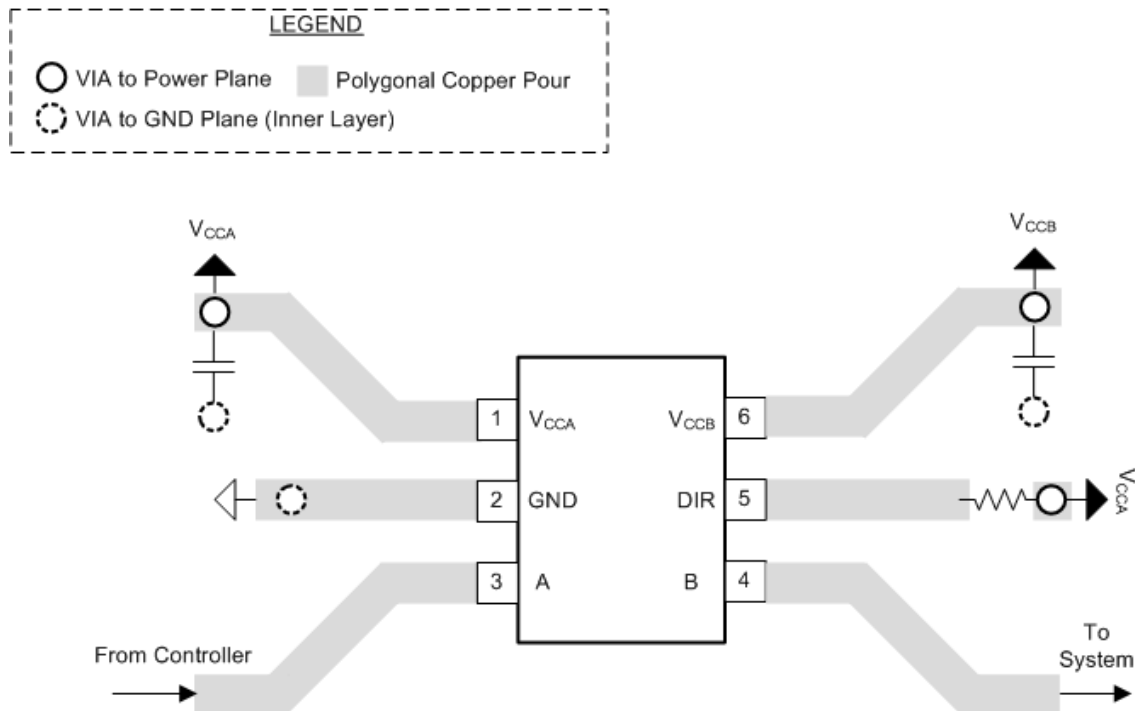 LEGEND
VIA to Power Plane
Polygonal Copper Pour
VIA to GND Plane (Inner Layer)
VCCA
VCCB
1
VCCA
VCCB
6
2
GND
DIR
5
VCCA
3
A
B
4
From Controller
To
System